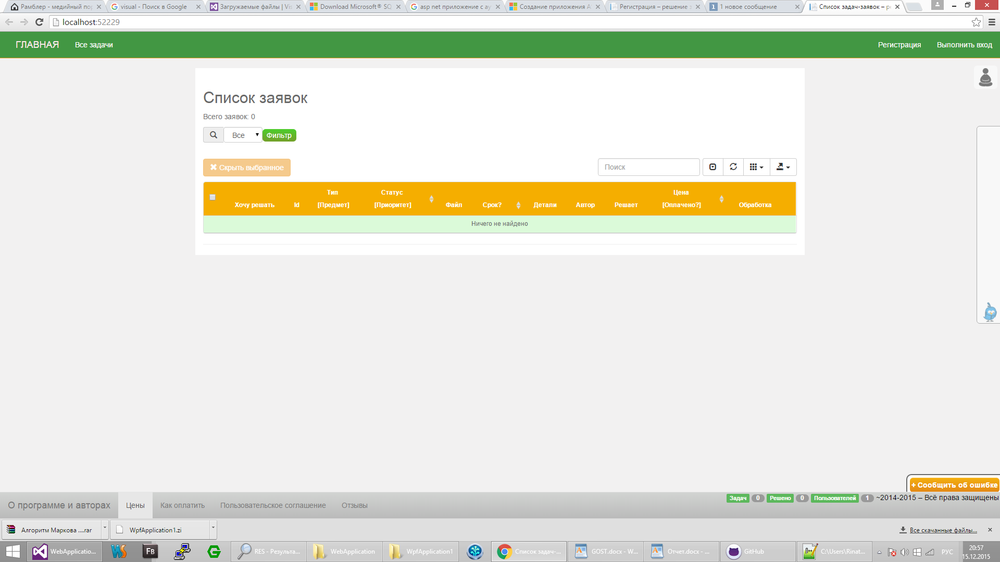 Рамблер - медийный пор
visual - Поиск в Google
Загружаемые файлы | Vis
Download Microsoft® SQ
asp net приложение с ау
Создание приложения A
Регистрация – решение з
1 новое сообщение
Список задач-заявок – р
localhost:52229
ГЛАВНАЯ
Все задачи
Регистрация
Выполнить вход
Список заявок
Всего заявок: 0
Все
Фильтр
Скрыть выбранное
Поиск
Хочу решать
Id
Тип
[Предмет]
Статус
[Приоритет]
Файл
Срок?
Детали
Автор
Решает
Цена
[Оплачено?]
Обработка
Ничего не найдено
+ Сообщить об ошибке
О программе и авторах
Цены
Как оплатить
Пользовательское соглашение
Отзывы
Задач 0 Решено 0 Пользователей 1 ~2014-2015 – Всё права защищены
Алгоритм Маркова ....rar
WpfApplication1.zi
Все скачанные файлы...
WebApplicatio...
FB
RES - Результа...
WebApplication
WpfApplication1
Список задач-...
GOST.docx - W...
Отчет.docx - ...
GitHub
C:\Users\Rinat...
РУС
20:57
15.12.2015